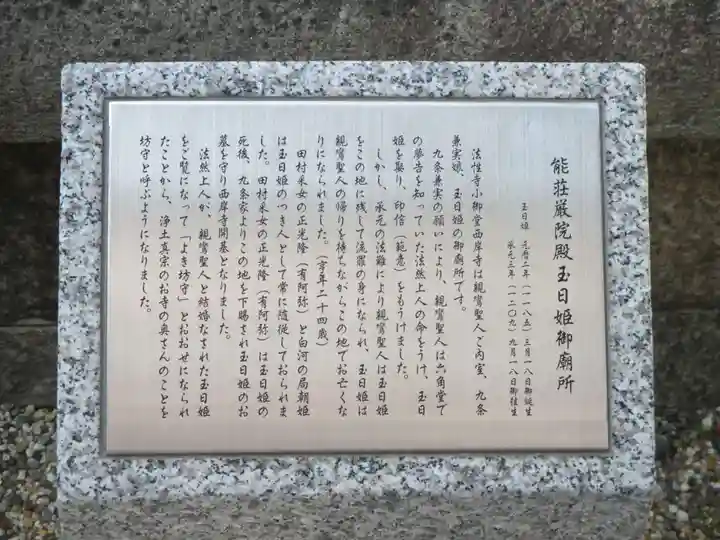 能荘厳院殿玉日姫御廟所
玉日姫　元暦二年（一一八五）三月一八日御誕生
承元三年（一二〇九）九月一八日御往生
法性寺小御堂西岸寺は親鸞聖人ご内室、九条
兼実娘、玉日姫の御廟所です。
九条兼実の願いにより、親鸞聖人は六角堂で
の夢告を知っていた法然上人の命をうけ、玉日
姫を娶り、印信（範意）をもうけました。
しかし、承元の法難により親鸞聖人は玉日姫
をこの地に残して流罪の身になられ、玉日姫は
親鸞聖人の帰りを待ちながらこの地でお亡くな
りになられました。（享年二十四歳）
田村采女の正光隆（有阿弥）と白河の局朝姫
は玉日姫のつき人として常に随従しておられま
した。田村采女の正光隆（有阿弥）は玉日姫の
死後、九条家よりこの地を下賜され玉日姫のお
墓を守り西岸寺開基となりました。
法然上人が、親鸞聖人と結婚なされた玉日姫
をご覧になって「よき坊守」とおおせになられ
たことから、浄土真宗のお寺の奥さんのことを
坊守と呼ぶようになりました。